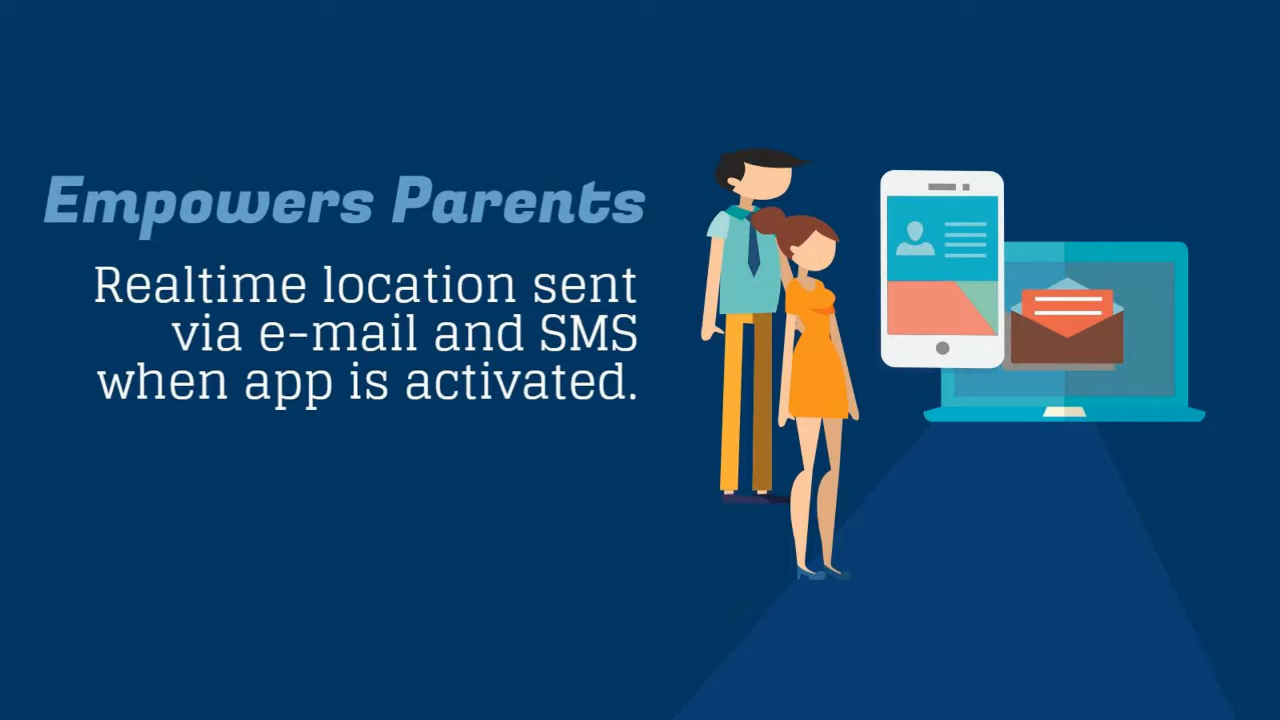 Empowers Parents
Realtime location sent
via e-mail and SMS
when app is activated.